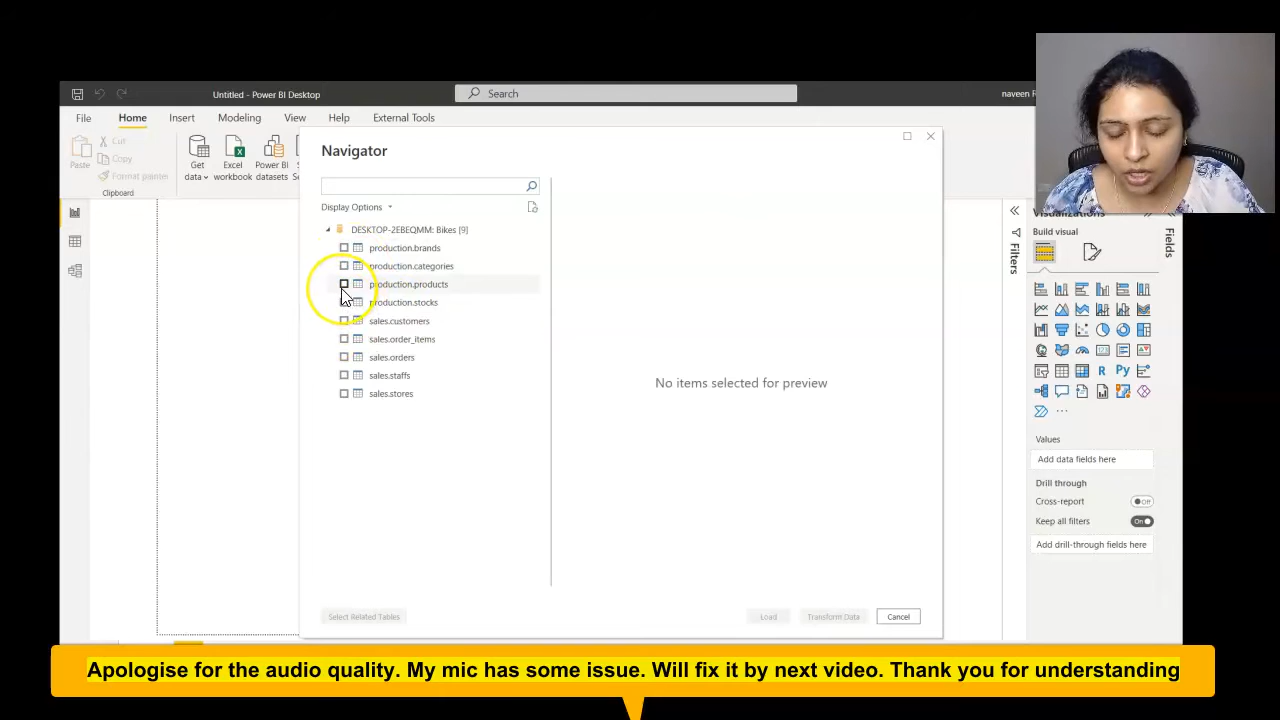 Untitled - Power BI Desktop
Search
naveen
File
Home
Insert
Modeling
View
Help
External Tools
Paste
Cut
Copy
Format painter
Clipboard
Get data
Excel workbook
Power BI datasets
Navigator
Display Options
DESKTOP-2EBEQMM: Bikes [9]
production.brands
production.categories
production.products
production.stocks
sales.customers
sales.order_items
sales.orders
sales.staffs
sales.stores
No items selected for preview
Select Related Tables
Load
Transform Data
Cancel
Filters
Visualizations
Build visual
Fields
R
Py
Values
Add data fields here
Drill through
Cross-report
Off
Keep all filters
On
Add drill-through fields here
Apologise for the audio quality. My mic has some issue. Will fix it by next video. Thank you for understanding